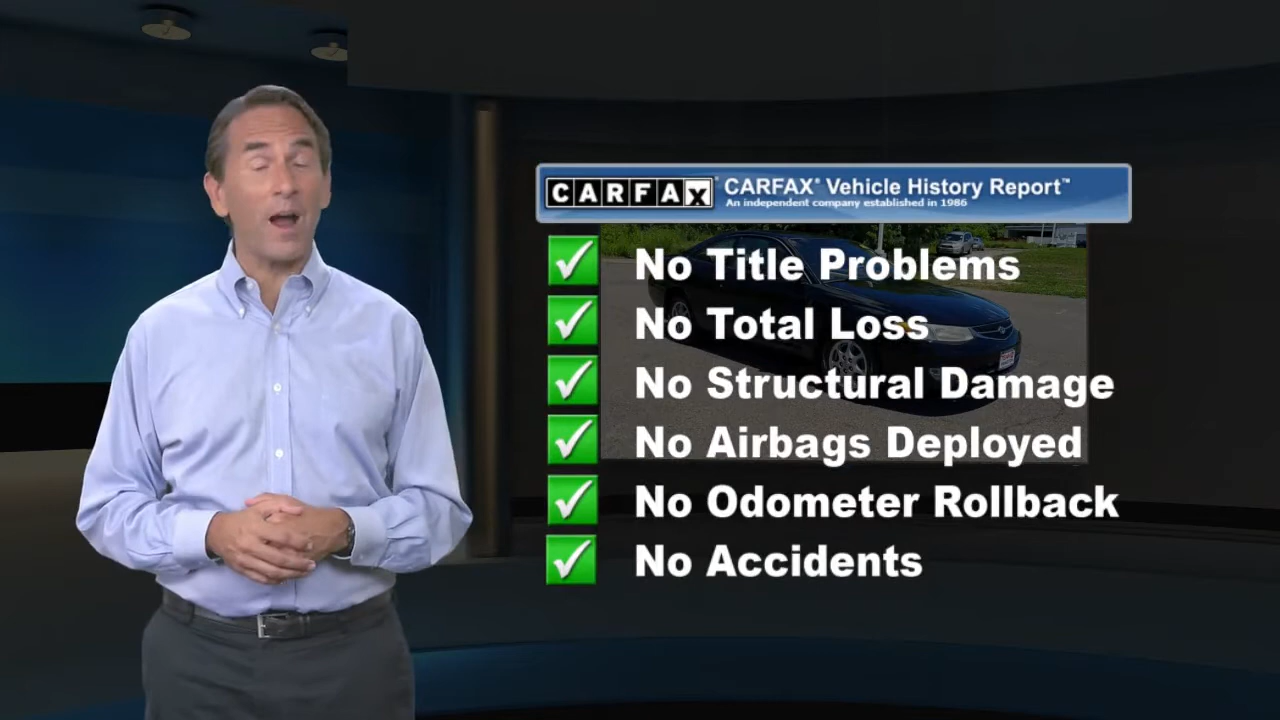 CARFAX
CARFAX® Vehicle History Report™
An independent company established in 1986
No Title Problems
No Total Loss
No Structural Damage
No Airbags Deployed
No Odometer Rollback
No Accidents